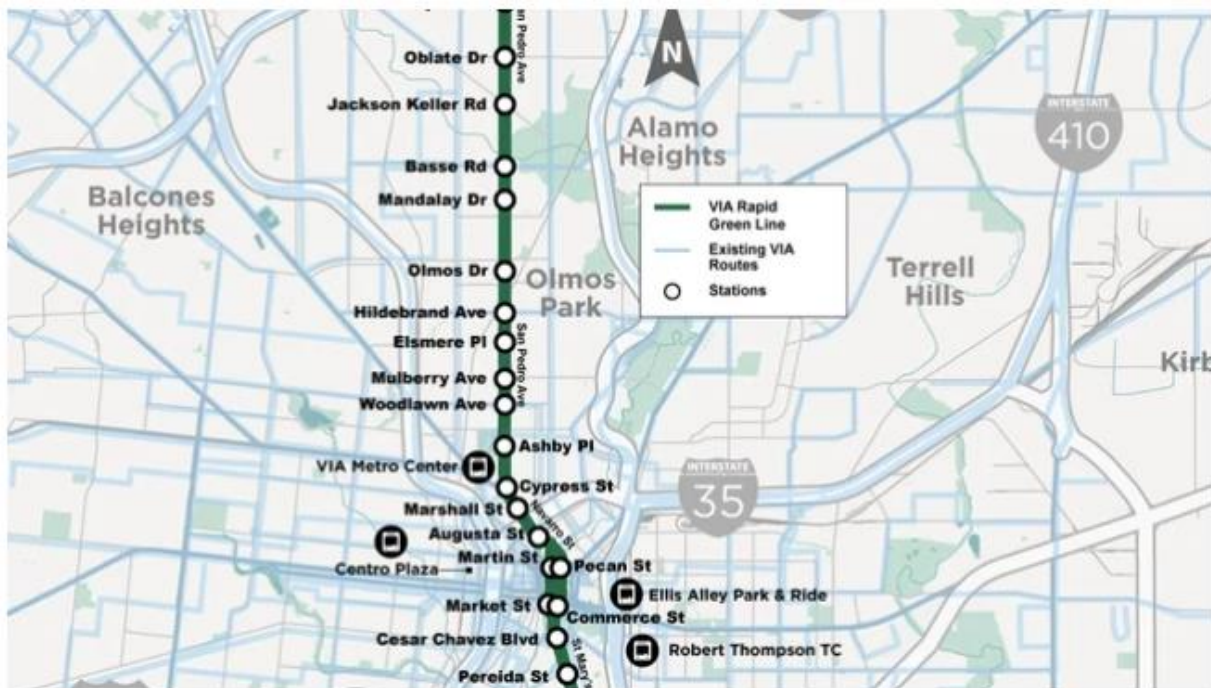 San Pedro Ave
Oblate Dr
N
Jackson Keller Rd
Alamo
Heights
INTERSTATE
410
Basse Rd
Balcones
Heights
Mandalay Dr
VIA Rapid
Green Line
Existing VIA
Routes
Stations
Olmos Dr
Olmos
Park
Terrell
Hills
Hildebrand Ave
Elsmere Pl
San Pedro Ave
Kirb
Mulberry Ave
Woodlawn Ave
Ashby Pl
VIA Metro Center
INTERSTATE
35
Cypress St
Marshall St
Navarro St
Augusta St
Martin St
Pecan St
Centro Plaza
Ellis Alley Park & Ride
Market St
Commerce St
Cesar Chavez Blvd
Robert Thompson TC
St Mary's
Pereida St